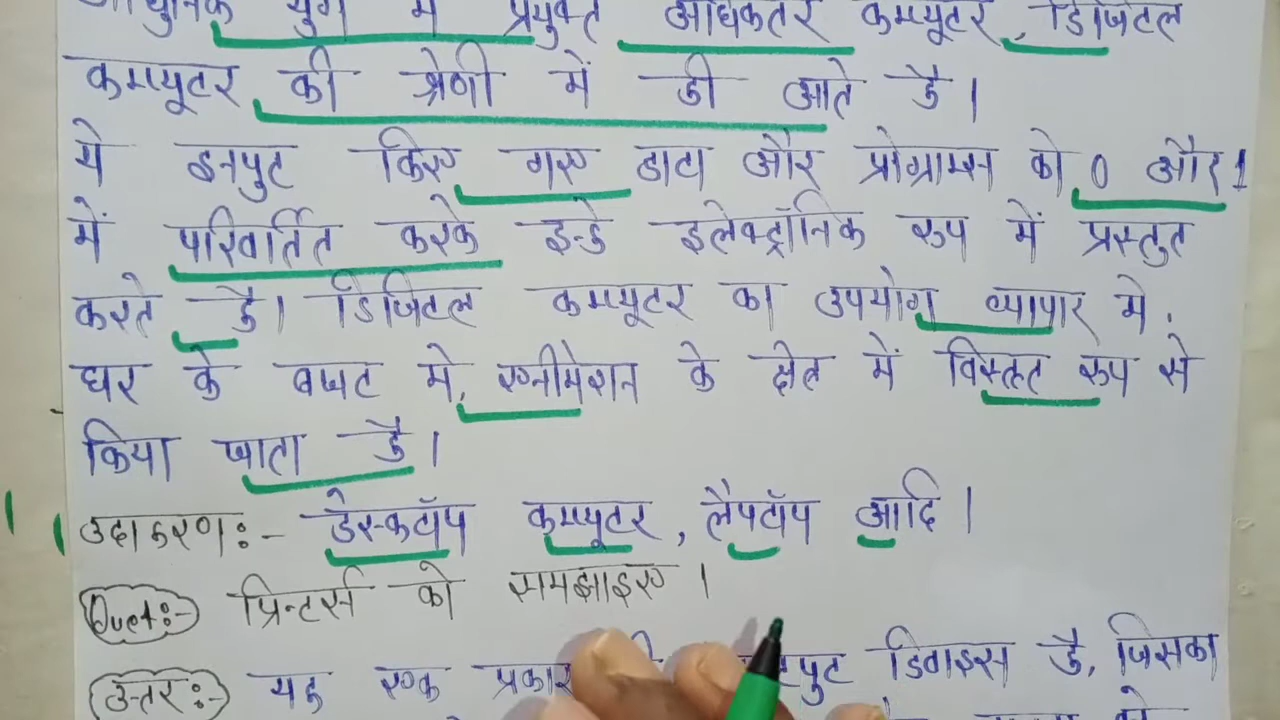 आधुनिक युग में प्रयुक्त अधिकतर कम्प्यूटर, डिजिटल
कम्प्यूटर की श्रेणी में ही आते है।
ये इनपुट किए गए डाटा और प्रोग्राम्स को 0 और 1
में परिवर्तित करके इन्हे इलेक्ट्रॉनिक रूप में प्रस्तुत
करते है। डिजिटल कम्प्यूटर का उपयोग व्यापार मे,
घर के बजट मे, एनीमेशन के क्षेत्र में विस्तृत रूप से
किया जाता है।
उदाहरण:- डेस्कटॉप कम्प्यूटर, लैपटॉप आदि।
Ques:- प्रिन्टर्स को समझाइए।
उत्तर:- यह एक प्रकार डिवाइस है, जिसका